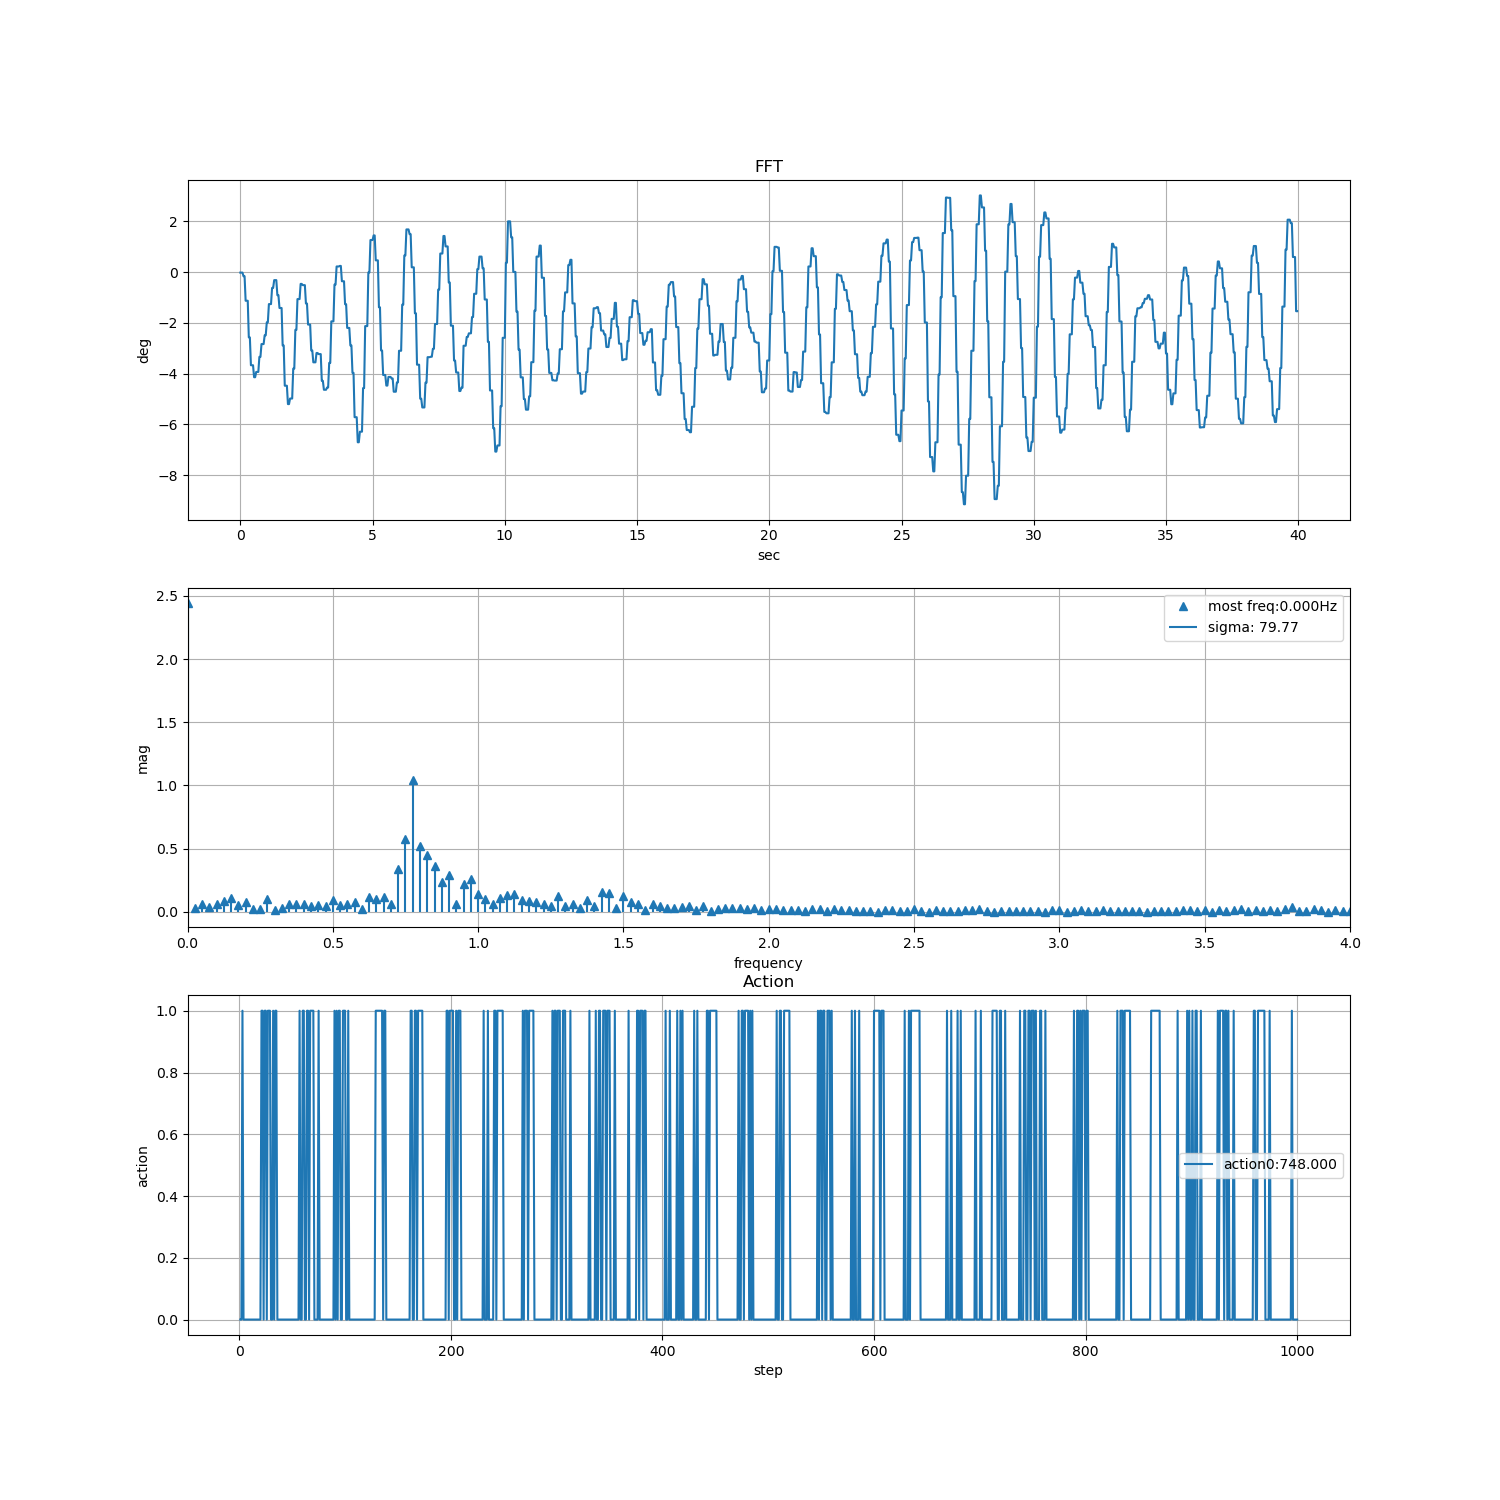 FFT
2
0
−2
−4
−6
−8
deg
0 5 10 15 20 25 30 35 40
sec
2.5
2.0
1.5
1.0
0.5
0.0
mag
most freq:0.000Hz
sigma: 79.77
0.0 0.5 1.0 1.5 2.0 2.5 3.0 3.5 4.0
frequency
Action
1.0
0.8
0.6
0.4
0.2
0.0
action
action0:748.000
0 200 400 600 800 1000
step